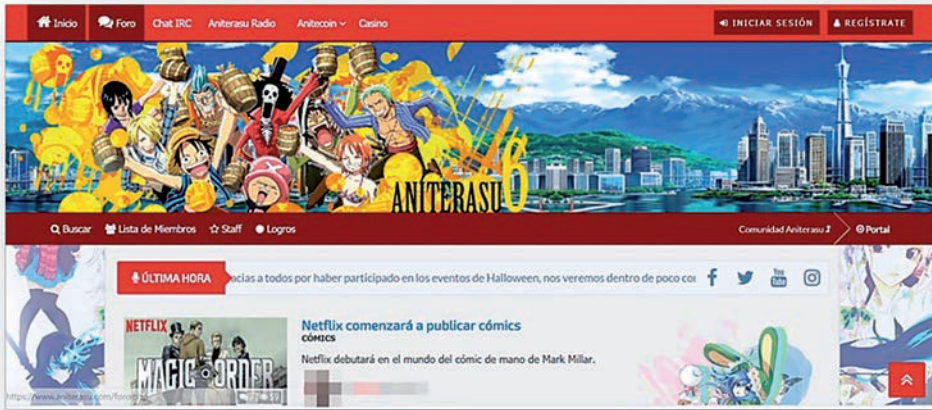 Inicio Foro Chat IRC Aniterasu Radio Anitecoin Casino INICIAR SESIÓN REGÍSTRATE
ANITERASU 6
Buscar Lista de Miembros Staff Logros Comunidad Aniterasu Portal
ÚLTIMA HORA acias a todos por haber participado en los eventos de Halloween, nos veremos dentro de poco con
NETFLIX
MAGIC ORDER
Netflix comenzará a publicar cómics
CÓMICS
Netflix debutará en el mundo del cómic de mano de Mark Millar.